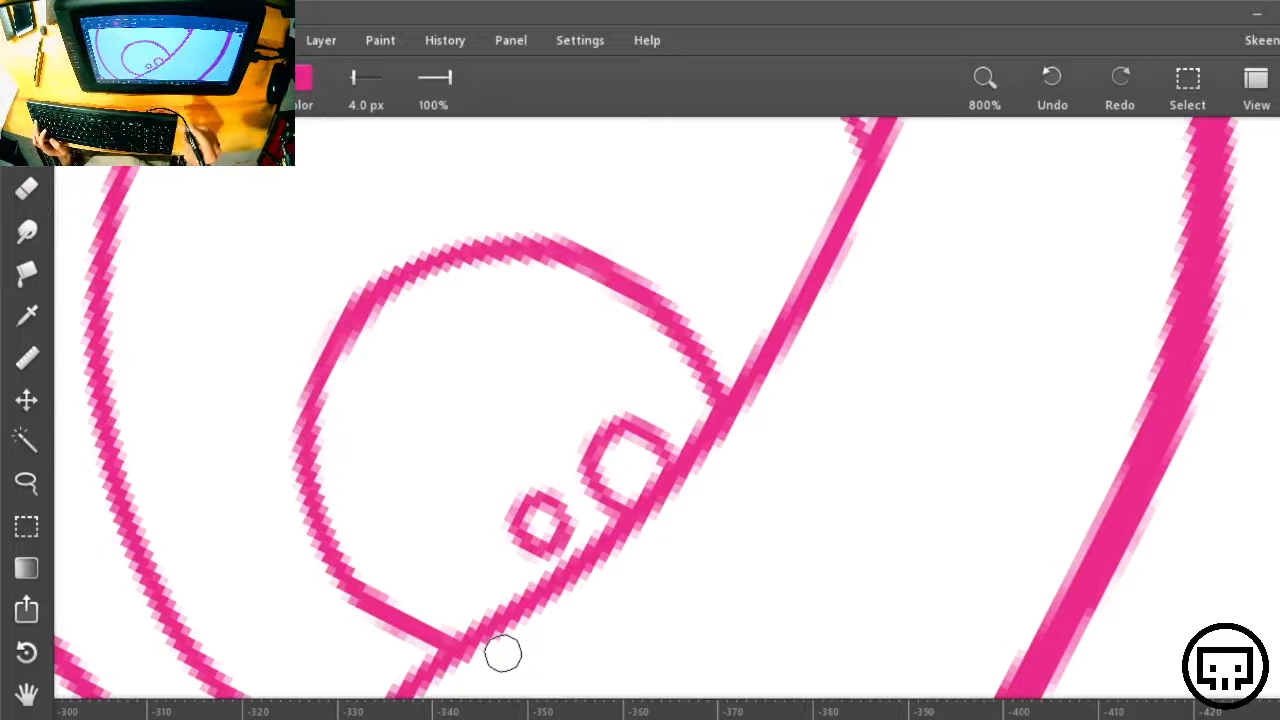 Layer Paint History Panel Settings Help Skeen
olor 4.0 px 100% 800% Undo Redo Select View
-300 -310 -320 -330 -340 -350 -360 -370 -380 -390 -400 -410 -420